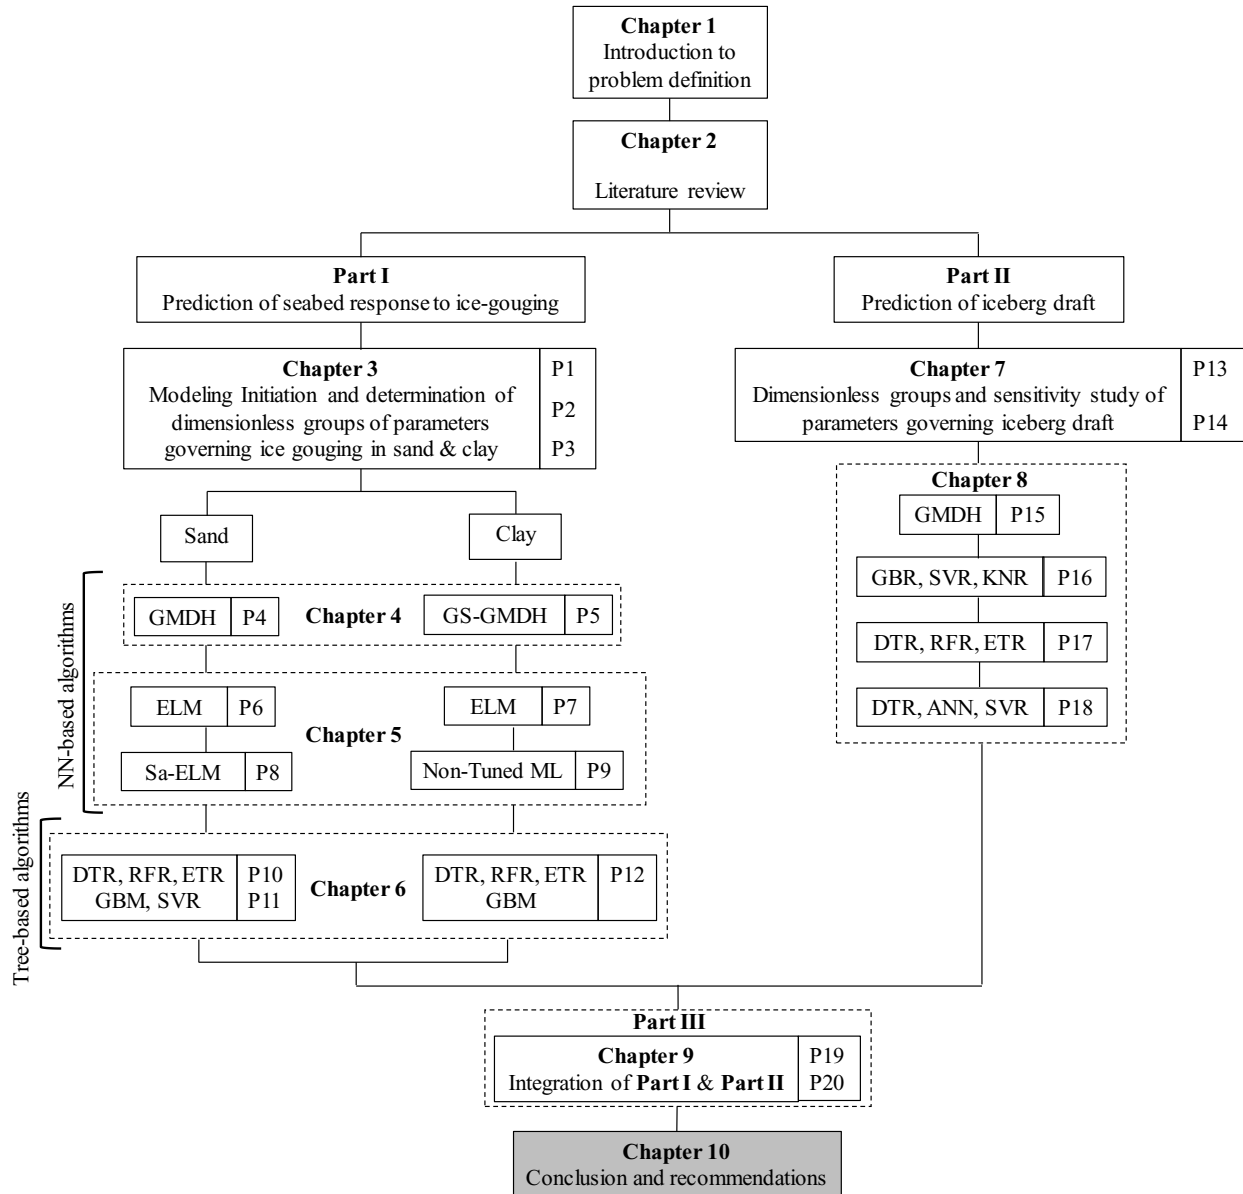 Chapter 1
Introduction to
problem definition
Chapter 2
Literature review
Part I
Prediction of seabed response to ice-gouging
Part II
Prediction of iceberg draft
Chapter 3
Modeling Initiation and determination of
dimensionless groups of parameters
governing ice gouging in sand & clay
P1
P2
P3
Chapter 7
Dimensionless groups and sensitivity study of
parameters governing iceberg draft
P13
P14
Sand
Clay
NN-based algorithms
GMDH P4
Chapter 4
GS-GMDH P5
ELM P6
Chapter 5
ELM P7
Sa-ELM P8
Non-Tuned ML P9
Tree-based algorithms
DTR, RFR, ETR P10
GBM, SVR P11
Chapter 6
DTR, RFR, ETR P12
GBM
Chapter 8
GMDH P15
GBR, SVR, KNR P16
DTR, RFR, ETR P17
DTR, ANN, SVR P18
Part III
Chapter 9
Integration of Part I & Part II
P19
P20
Chapter 10
Conclusion and recommendations